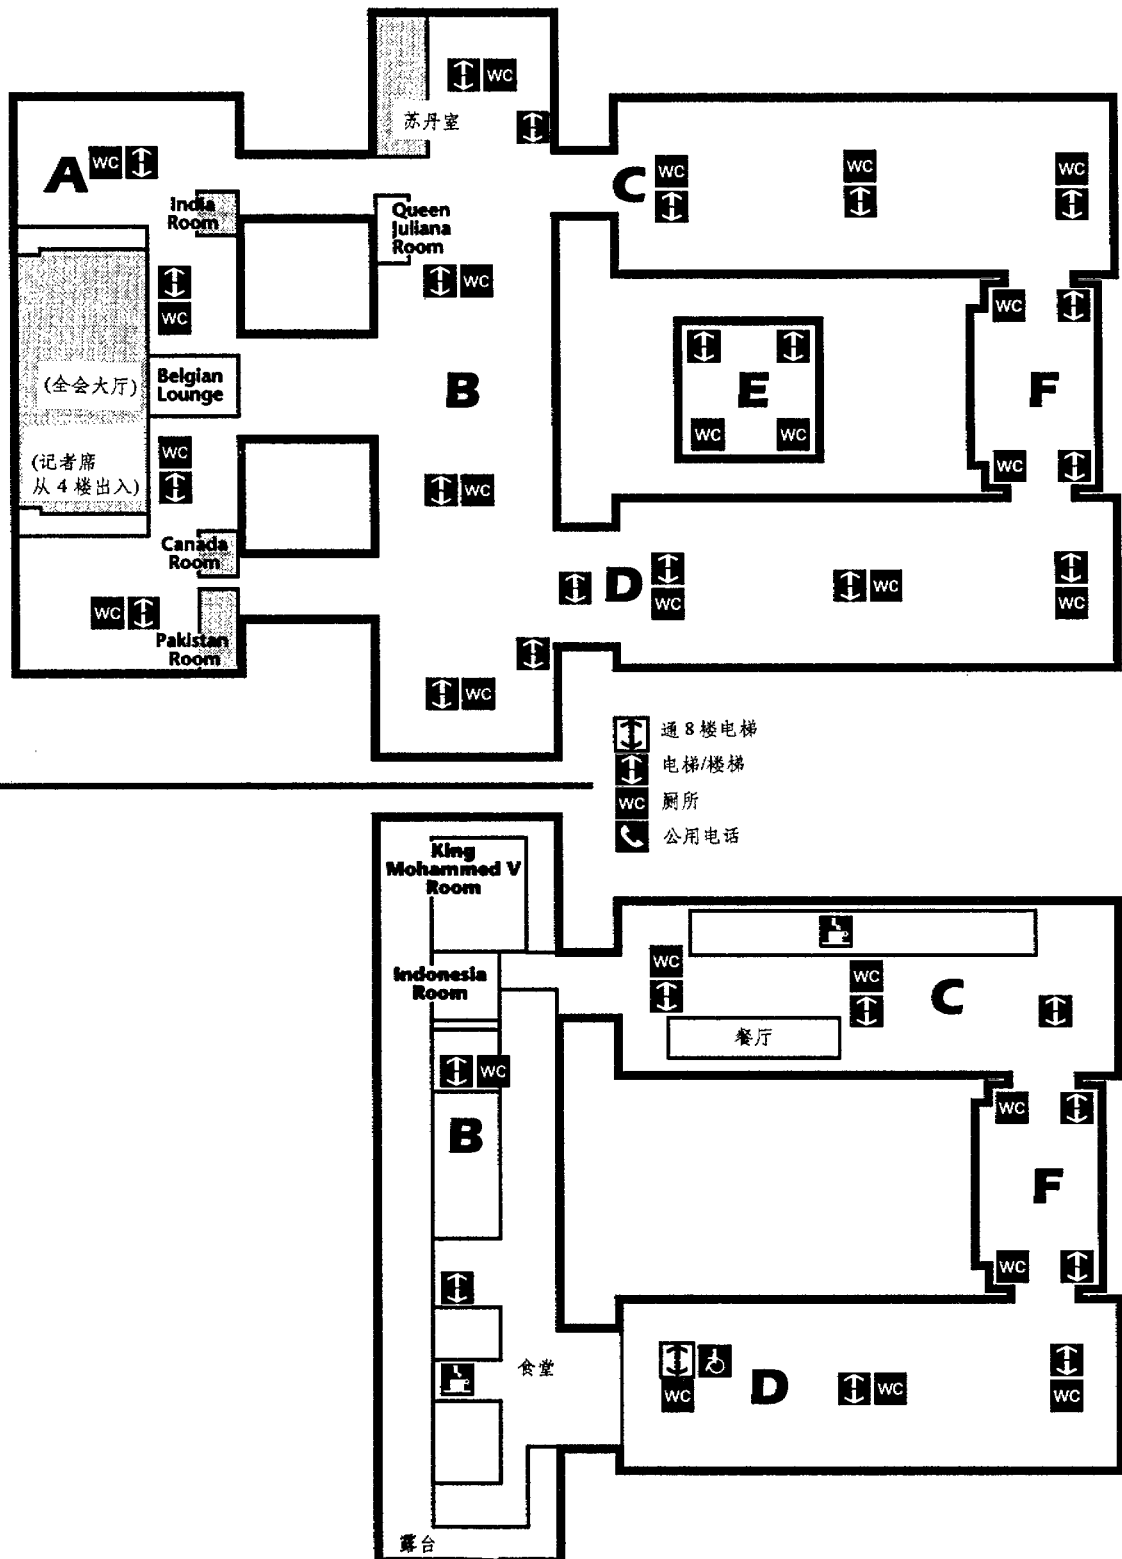 WC
苏丹室
A
WC
C
WC
WC
WC
India
Room
Queen
Juliana
Room
WC
WC
WC
WC
(全会大厅)
Belgian
Lounge
B
E
F
WC
WC
WC
(记者席
从 4 楼出入)
WC
WC
Canada
Room
D
WC
WC
WC
WC
Pakistan
Room
WC
通 8 楼电梯
电梯/楼梯
WC 厕所
公用电话
King
Mohammed V
Room
Indonesia
Room
WC
WC
C
餐厅
WC
B
WC
F
WC
食堂
WC
D
WC
WC
露台